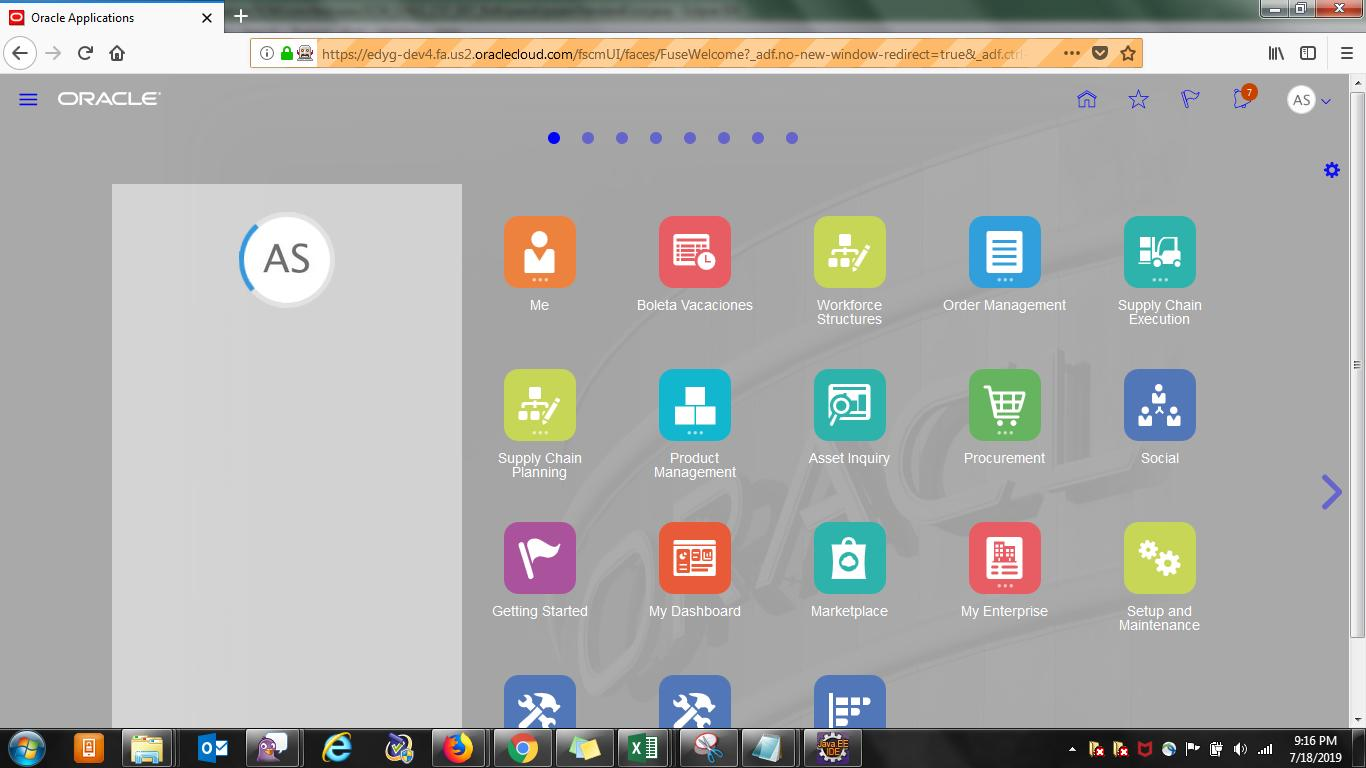 Oracle Applications
https://edyg-dev4.fa.us2.oraclecloud.com/fscmUI/faces/FuseWelcome?_adf.no-new-window-redirect=true&_adf.ctrl-
ORACLE
7
AS
AS
Me
Boleta Vacaciones
Workforce
Structures
Order Management
Supply Chain
Execution
Supply Chain
Planning
Product
Management
Asset Inquiry
Procurement
Social
Getting Started
My Dashboard
Marketplace
My Enterprise
Setup and
Maintenance
ORACL
Java EE
IDE
9:16 PM
7/18/2019